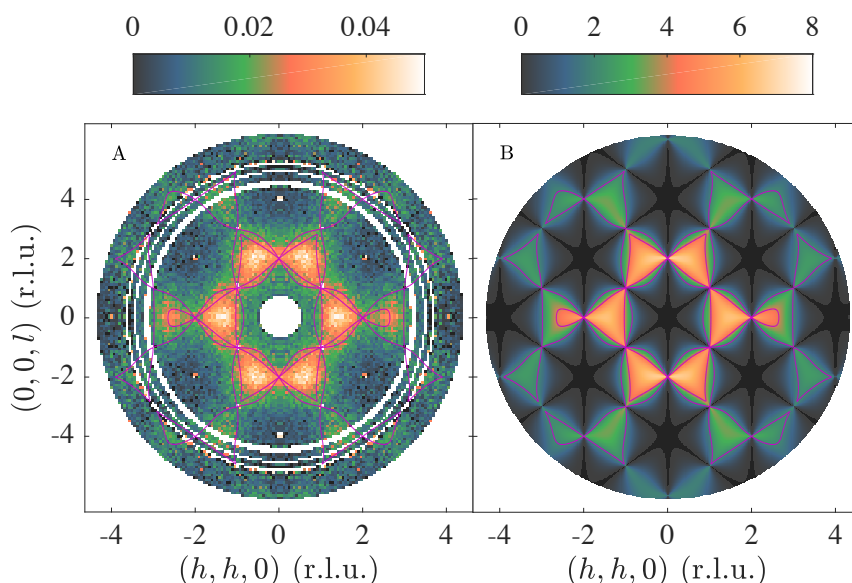 0 0.02 0.04
0 2 4 6 8
A
B
4
2
0
-2
-4
(0, 0, l) (r.l.u.)
-4 -2 0 2 4
-4 -2 0 2 4
(h, h, 0) (r.l.u.)
(h, h, 0) (r.l.u.)